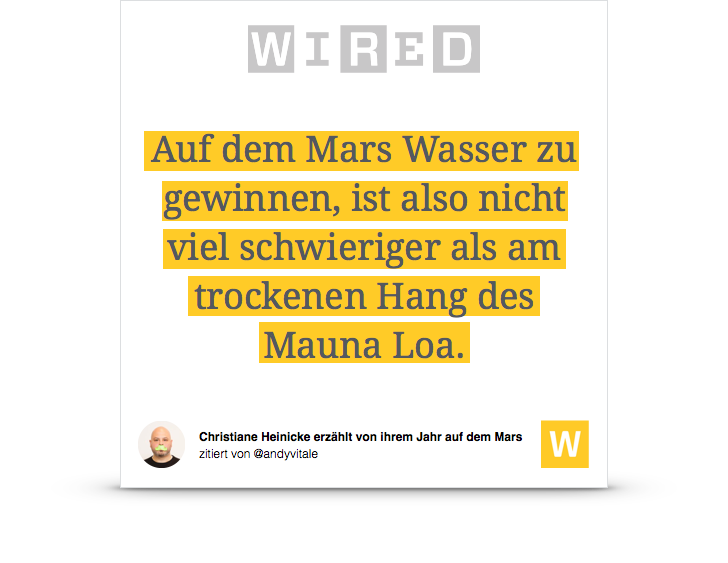 WIRED
Auf dem Mars Wasser zu
gewinnen, ist also nicht
viel schwieriger als am
trockenen Hang des
Mauna Loa.
Christiane Heinicke erzählt von ihrem Jahr auf dem Mars
zitiert von @andyvitale
W